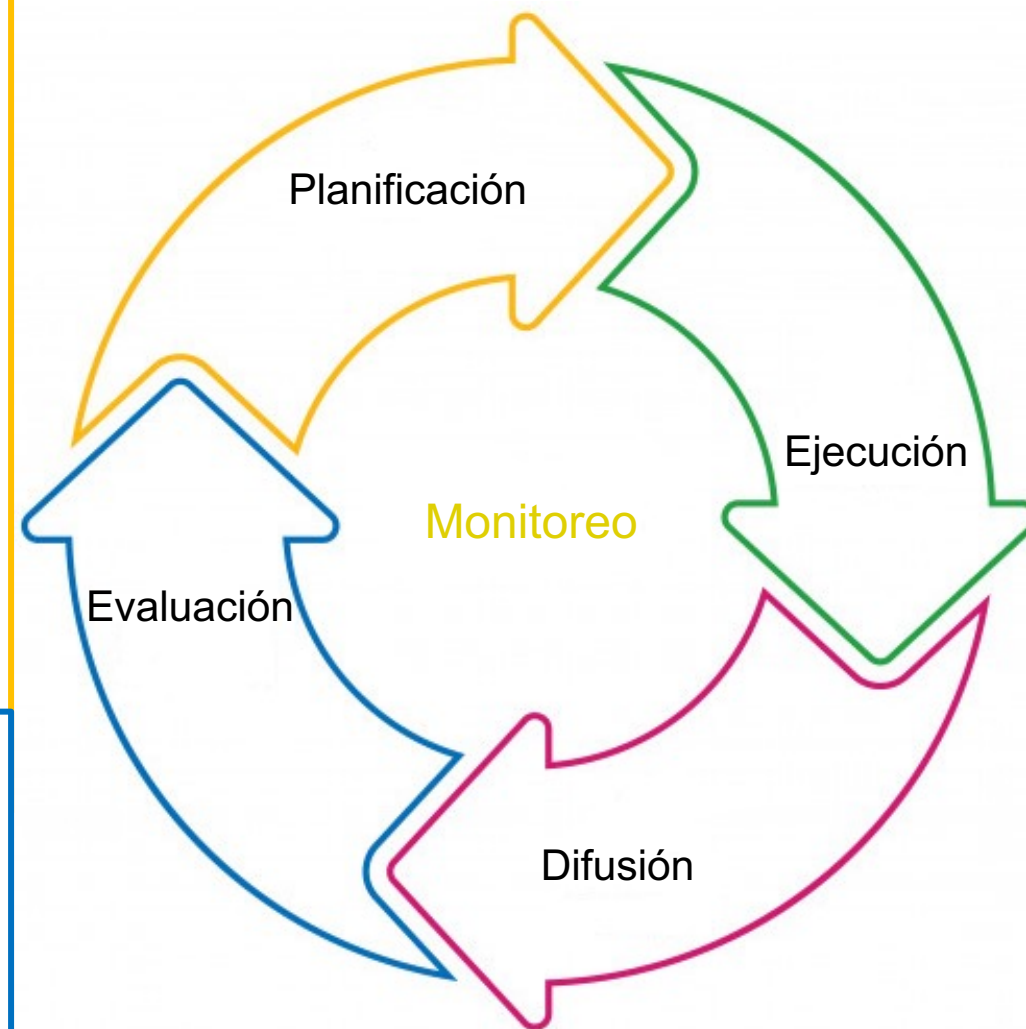 Planificación
Ejecución
Monitoreo
Evaluación
Difusión